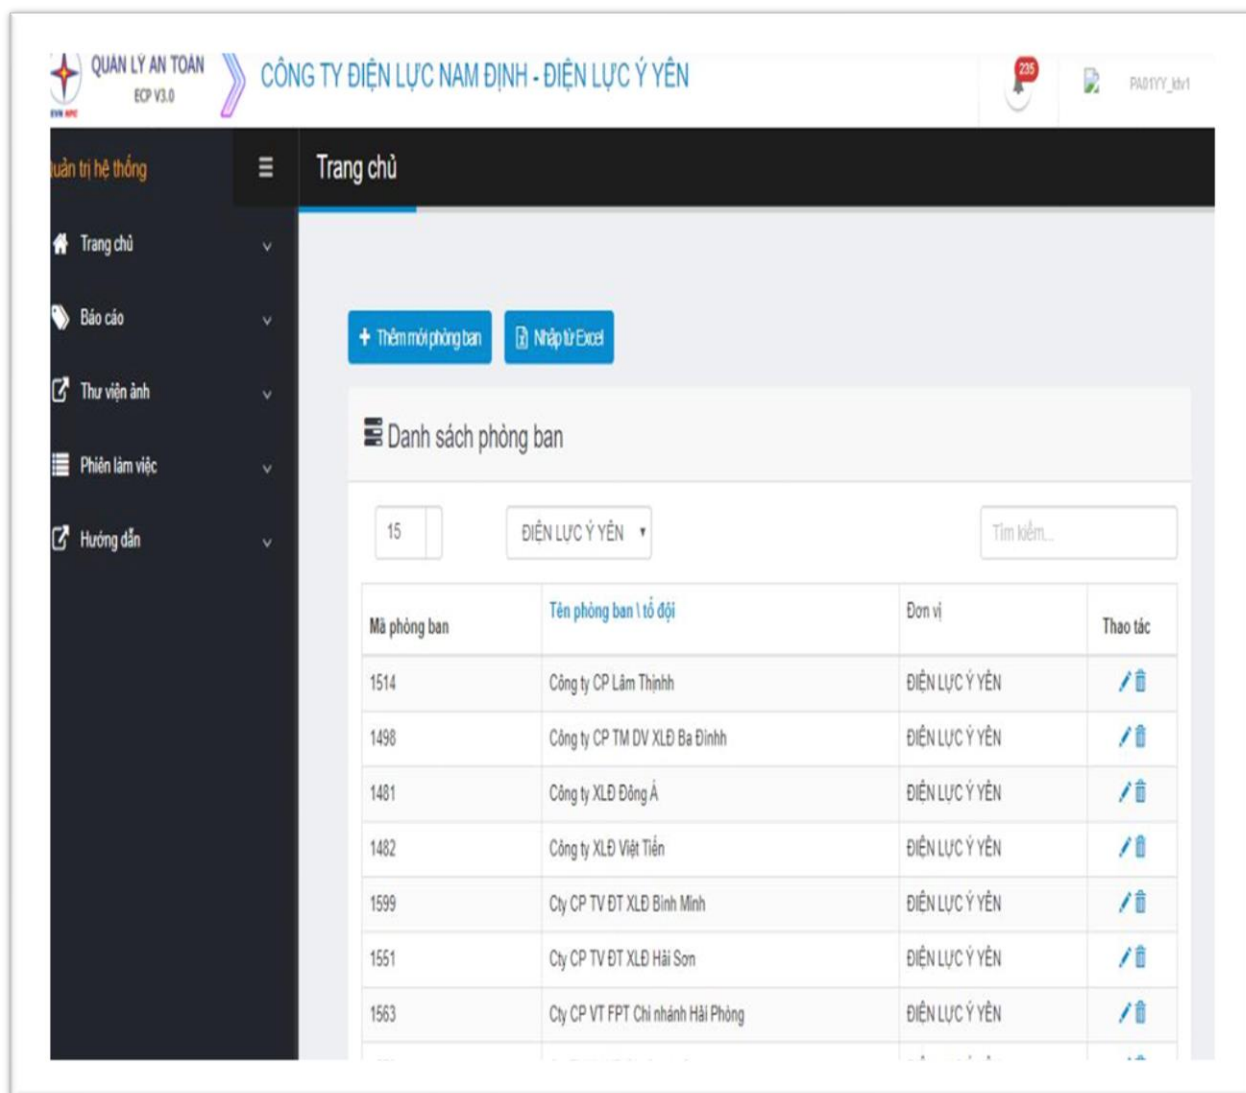 QUẢN LÝ AN TOÀN
ECP V3.0
EVN NPC
CÔNG TY ĐIỆN LỰC NAM ĐỊNH - ĐIỆN LỰC Ý YÊN
235
PA01YY_ldv1
uản trị hệ thống
Trang chủ
Trang chủ
Báo cáo
Thư viện ảnh
Phiên làm việc
Hướng dẫn
+ Thêm mới phòng ban
Nhập từ Excel
Danh sách phòng ban
15
ĐIỆN LỰC Ý YÊN
Tìm kiếm...
Mã phòng ban Tên phòng ban \ tổ đội Đơn vị Thao tác
1514 Công ty CP Lâm Thịnhh ĐIỆN LỰC Ý YÊN
1498 Công ty CP TM DV XLĐ Ba Đìnhh ĐIỆN LỰC Ý YÊN
1481 Công ty XLĐ Đông Á ĐIỆN LỰC Ý YÊN
1482 Công ty XLĐ Việt Tiến ĐIỆN LỰC Ý YÊN
1599 Cty CP TV ĐT XLĐ Bình Minh ĐIỆN LỰC Ý YÊN
1551 Cty CP TV ĐT XLĐ Hải Sơn ĐIỆN LỰC Ý YÊN
1563 Cty CP VT FPT Chi nhánh Hải Phòng ĐIỆN LỰC Ý YÊN